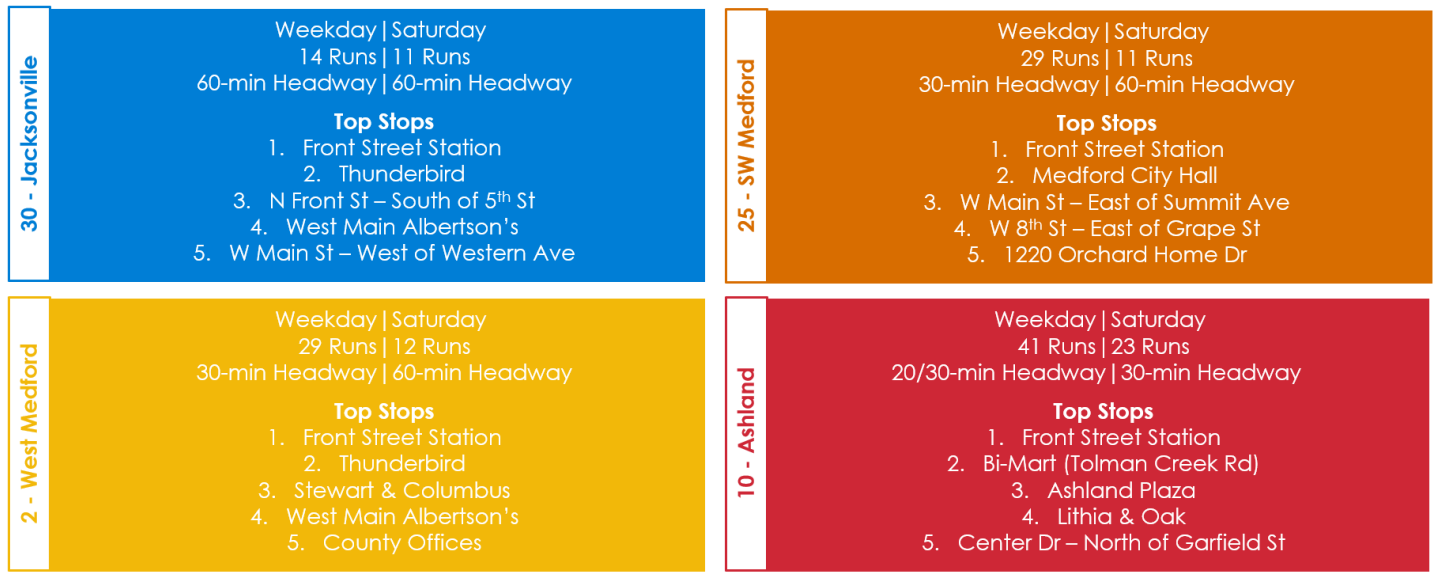 30 - Jacksonville
Weekday|Saturday
14 Runs|11 Runs
60-min Headway|60-min Headway
Top Stops
1. Front Street Station
2. Thunderbird
3. N Front St – South of 5th St
4. West Main Albertson’s
5. W Main St – West of Western Ave
25 - SW Medford
Weekday|Saturday
29 Runs|11 Runs
30-min Headway|60-min Headway
Top Stops
1. Front Street Station
2. Medford City Hall
3. W Main St – East of Summit Ave
4. W 8th St – East of Grape St
5. 1220 Orchard Home Dr
2 - West Medford
Weekday|Saturday
29 Runs|12 Runs
30-min Headway|60-min Headway
Top Stops
1. Front Street Station
2. Thunderbird
3. Stewart & Columbus
4. West Main Albertson’s
5. County Offices
10 - Ashland
Weekday|Saturday
41 Runs|23 Runs
20/30-min Headway|30-min Headway
Top Stops
1. Front Street Station
2. Bi-Mart (Tolman Creek Rd)
3. Ashland Plaza
4. Lithia & Oak
5. Center Dr – North of Garfield St